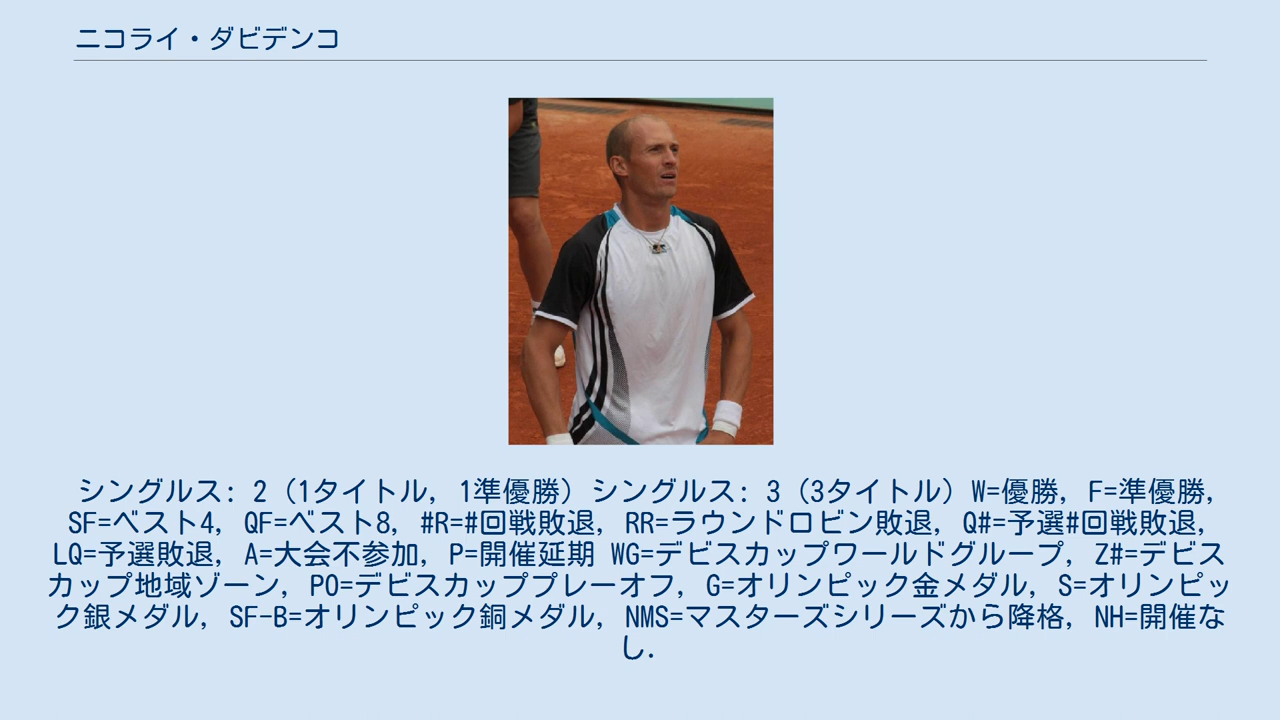 ニコライ・ダビデンコ
シングルス: 2 (1タイトル, 1準優勝) シングルス: 3 (3タイトル) W=優勝, F=準優勝,
SF=ベスト4, QF=ベスト8, #R=#回戦敗退, RR=ラウンドロビン敗退, Q#=予選#回戦敗退,
LQ=予選敗退, A=大会不参加, P=開催延期 WG=デビスカップワールドグループ, Z#=デビス
カップ地域ゾーン, PO=デビスカッププレーオフ, G=オリンピック金メダル, S=オリンピッ
ク銀メダル, SF-B=オリンピック銅メダル, NMS=マスターズシリーズから降格, NH=開催な
し.